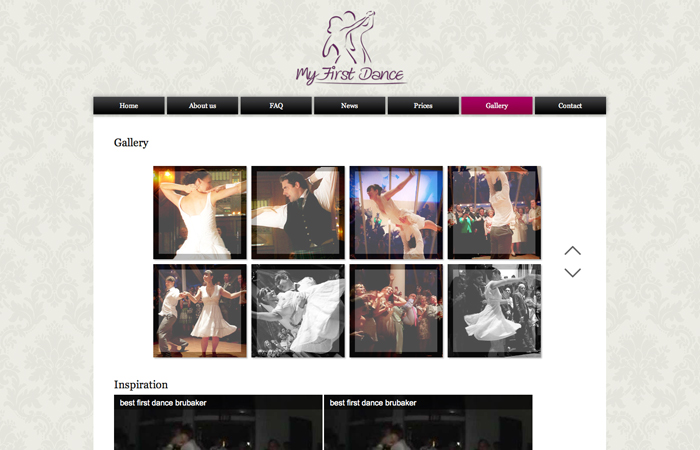 My First Dance
Home
About us
FAQ
News
Prices
Gallery
Contact
Gallery
Inspiration
best first dance brubaker
best first dance brubaker